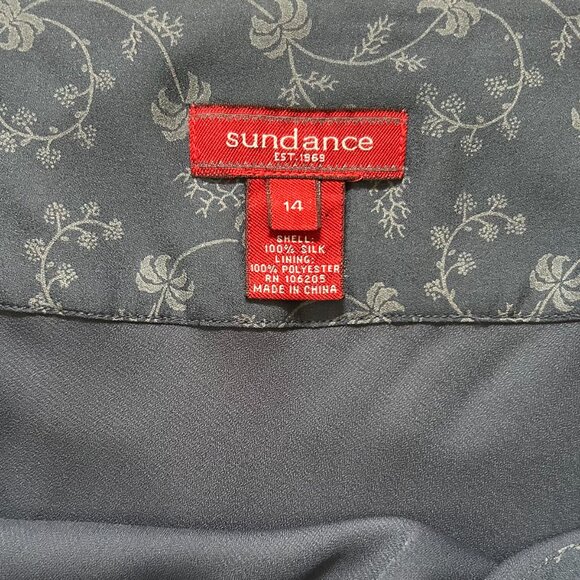 sundance
EST. 1969
14
SHELL:
100% SILK
LINING:
100% POLYESTER
RN 106205
MADE IN CHINA